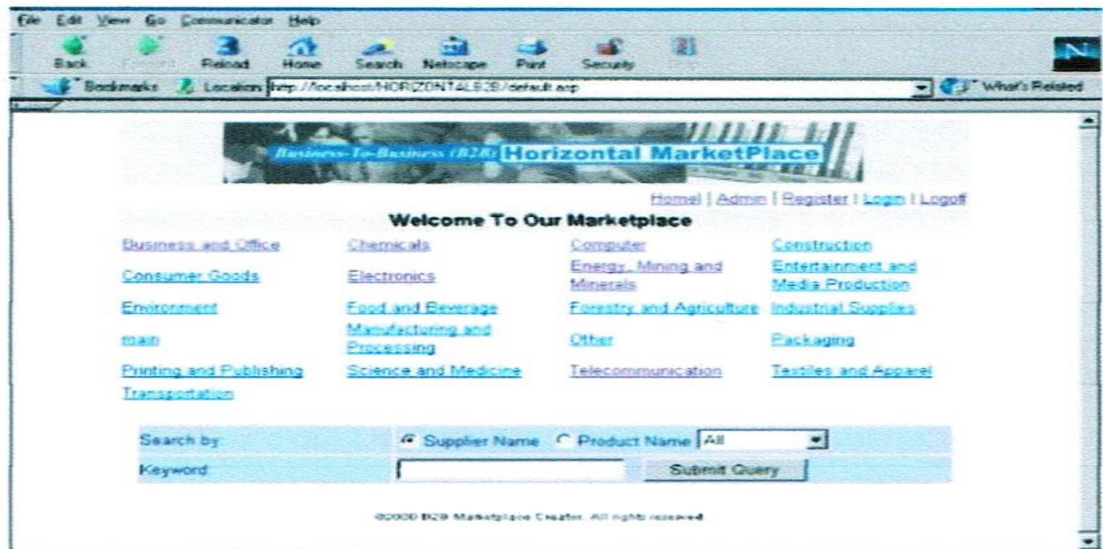 File Edit View Go Communicator Help
Back Forward Reload Home Search Netscape Print Security
Bookmarks Location http://localhost/HORIZONTALB2B/default.asp What's Related
Business-To-Business (B2B) Horizontal MarketPlace
Home| | Admin | Register | Login | Logoff
Welcome To Our Marketplace
Business and Office Chemicals Computer Construction
Consumer Goods Electronics Energy, Mining and Minerals Entertainment and Media Production
Environment Food and Beverage Forestry and Agriculture Industrial Supplies
main Manufacturing and Processing Other Packaging
Printing and Publishing Science and Medicine Telecommunication Textiles and Apparel
Transportation
Search by Supplier Name Product Name All
Keyword Submit Query
©2000 B2B Marketplace Creator. All rights reserved